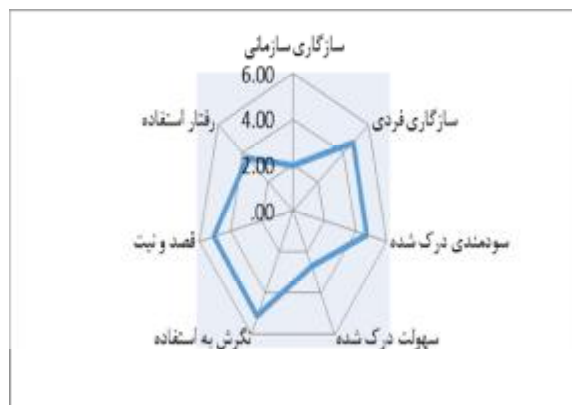 سازگاری سازمانی
6.00
4.00
2.00
.00
سازگاری فردی
سودمندی درک شده
سهولت درک شده
نگرش به استفاده
قصد و نیت
رفتار استفاده